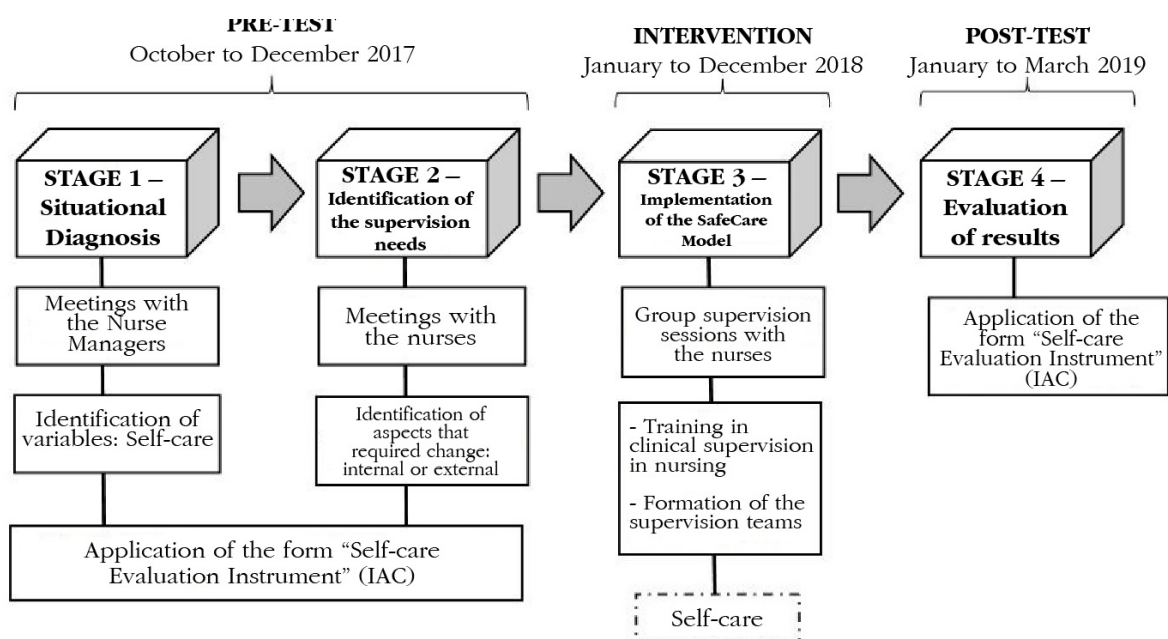 PRE-TEST
October to December 2017
INTERVENTION
January to December 2018
POST-TEST
January to March 2019
STAGE 1 –
Situational
Diagnosis
STAGE 2 –
Identification of
the supervision
needs
STAGE 3 –
Implementation
of the SafeCare
Model
STAGE 4 –
Evaluation
of results
Meetings with
the Nurse
Managers
Meetings with
the nurses
Group supervision
sessions with
the nurses
Application of the
form “Self-care
Evaluation Instrument”
(IAC)
Identification of
variables: Self-care
Identification of
aspects that
required change:
internal or external
- Training in
clinical supervision
in nursing
- Formation of the
supervision teams
Application of the form “Self-care
Evaluation Instrument” (IAC)
Self-care